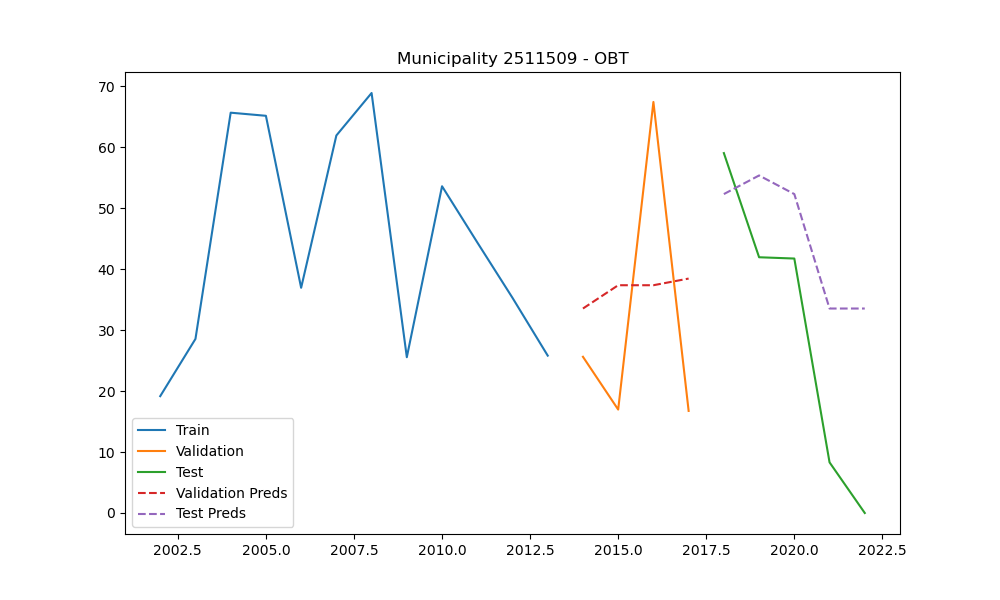 Municipality 2511509 - OBT
70
60
50
40
30
20
10
0
Train
Validation
Test
Validation Preds
Test Preds
2002.5 2005.0 2007.5 2010.0 2012.5 2015.0 2017.5 2020.0 2022.5